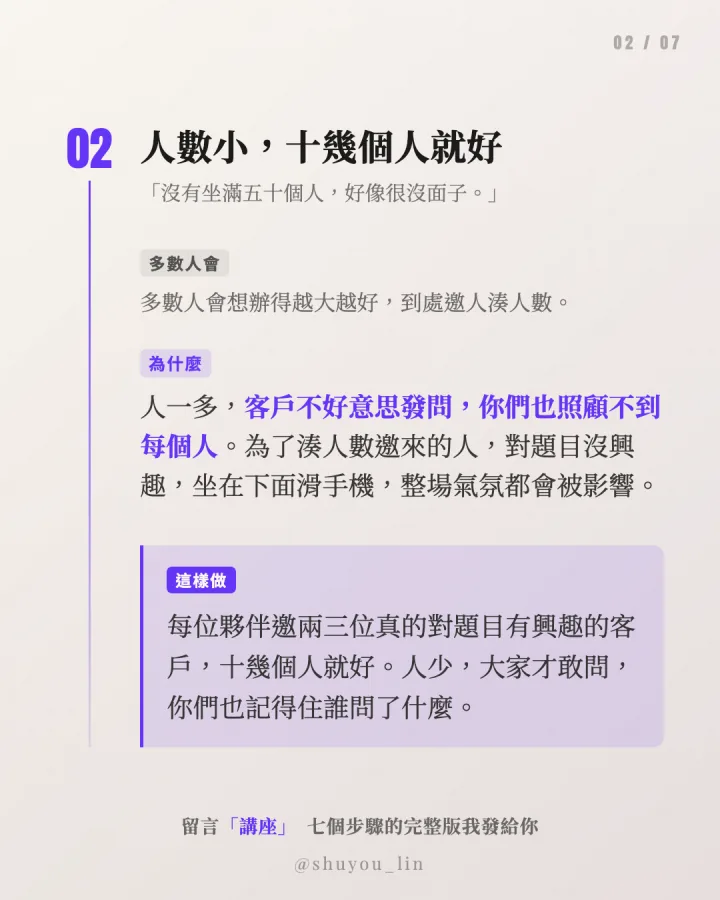 02 / 07
02 人數小，十幾個人就好
「沒有坐滿五十個人，好像很沒面子。」
多數人會
多數人會想辦得越大越好，到處邀人湊人數。
為什麼
人一多，客戶不好意思發問，你們也照顧不到
每個人。為了湊人數邀來的人，對題目沒興
趣，坐在下面滑手機，整場氣氛都會被影響。
這樣做
每位夥伴邀兩三位真的對題目有興趣的客
戶，十幾個人就好。人少，大家才敢問，
你們也記得住誰問了什麼。
留言「講座」 七個步驟的完整版我發給你
@shuyou_lin